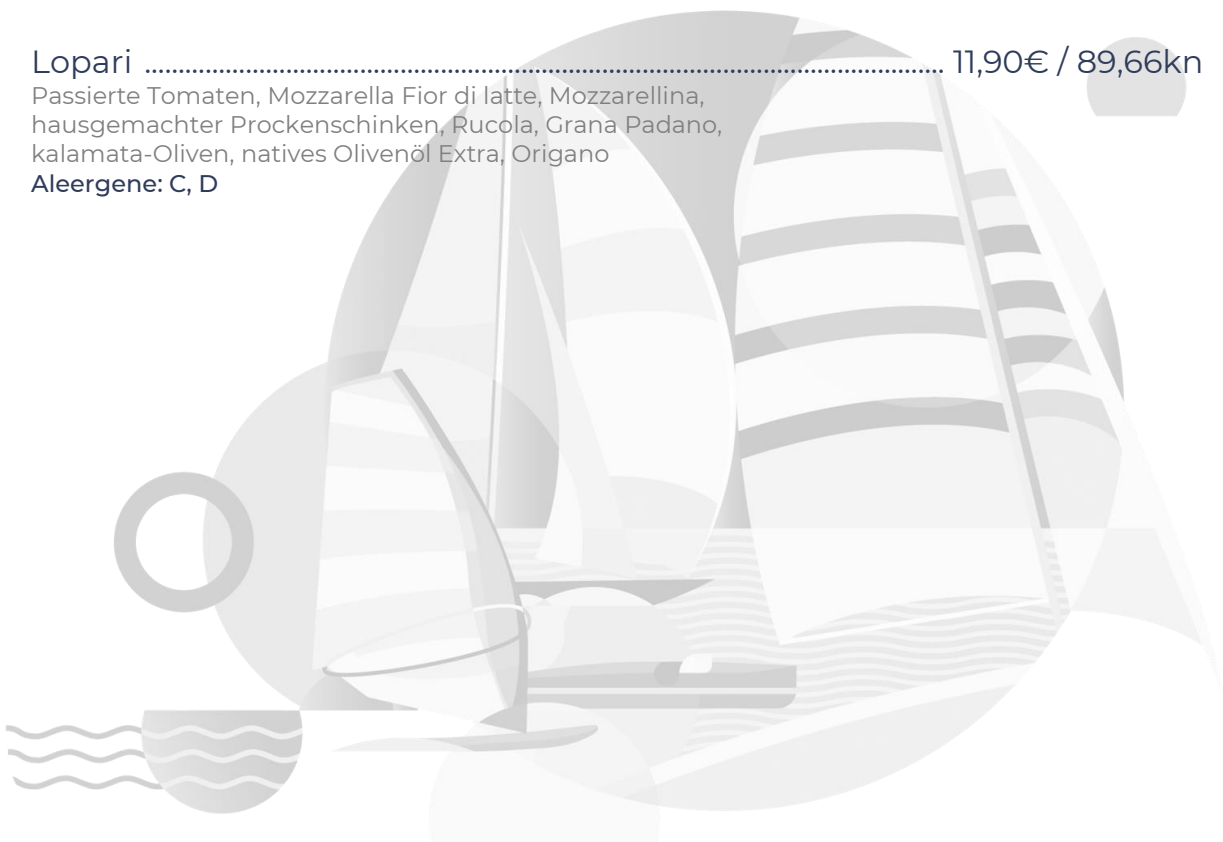 Lopari ........................................................................................................................................ 11,90€ / 89,66kn
Passierte Tomaten, Mozzarella Fior di latte, Mozzarellina,
hausgemachter Prockenschinken, Rucola, Grana Padano,
kalamata-Oliven, natives Olivenöl Extra, Origano
Aleergene: C, D